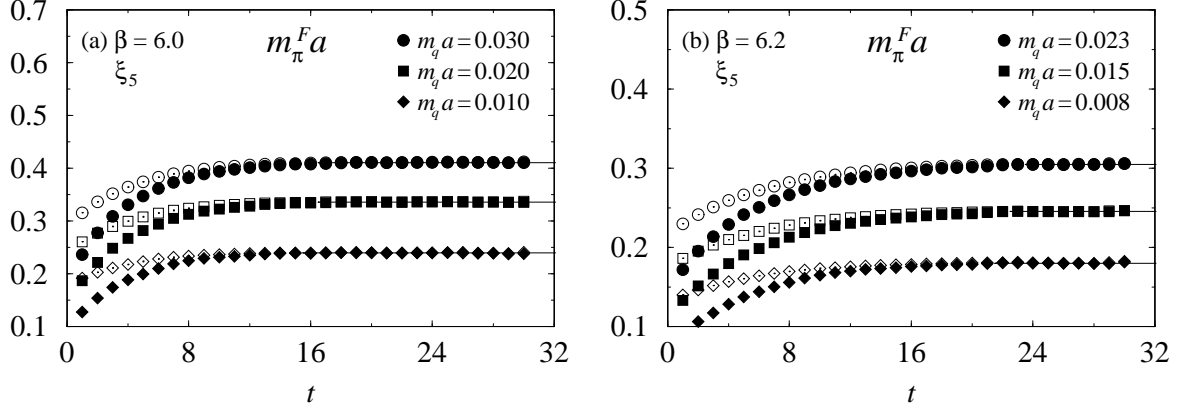 (a) β = 6.0
ξ₅
m_π^F a
m_q a = 0.030
m_q a = 0.020
m_q a = 0.010
0.7
0.6
0.5
0.4
0.3
0.2
0.1
0 8 16 24 32
t
(b) β = 6.2
ξ₅
m_π^F a
m_q a = 0.023
m_q a = 0.015
m_q a = 0.008
0.5
0.4
0.3
0.2
0.1
0 8 16 24 32
t